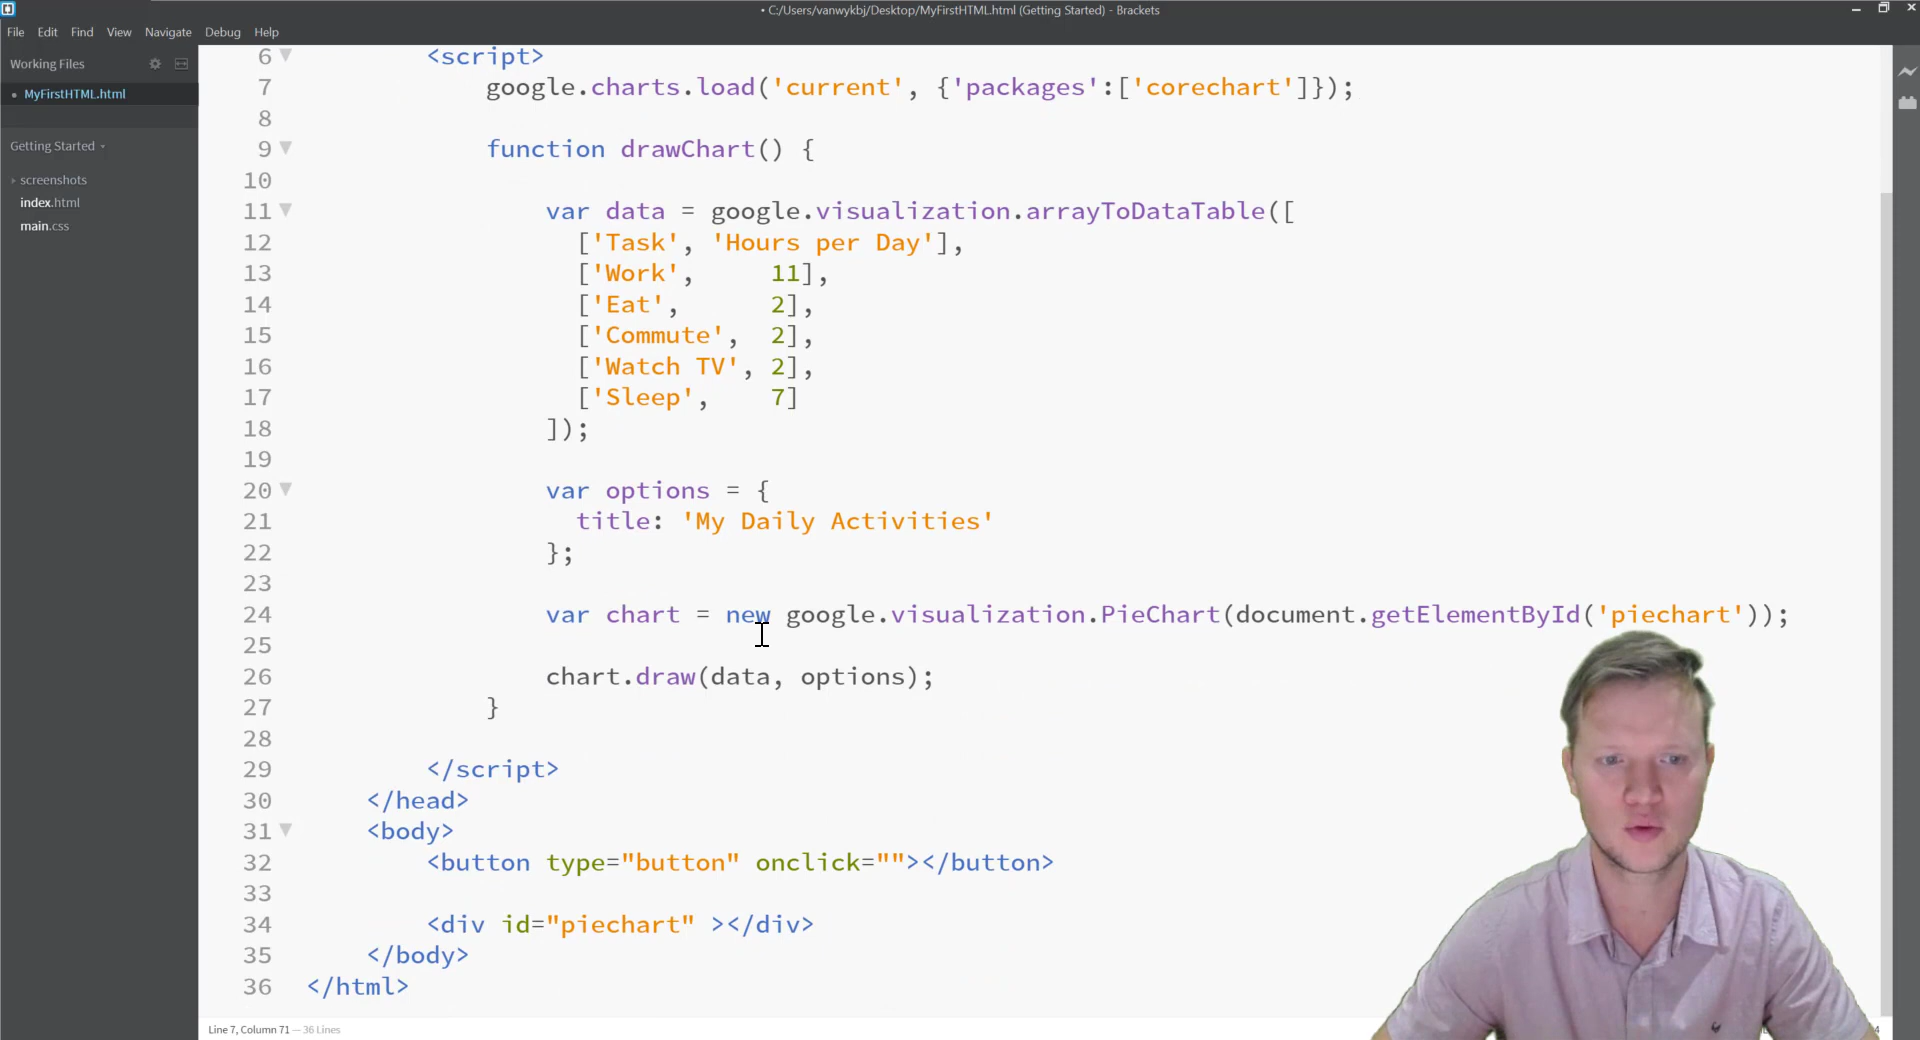 • C:/Users/vanwykbj/Desktop/MyFirstHTML.html (Getting Started) - Brackets
File Edit Find View Navigate Debug Help
Working Files
• MyFirstHTML.html
Getting Started
screenshots
index.html
main.css
6 <script>
7 google.charts.load('current', {'packages':['corechart']});
8
9 function drawChart() {
10
11 var data = google.visualization.arrayToDataTable([
12 ['Task', 'Hours per Day'],
13 ['Work', 11],
14 ['Eat', 2],
15 ['Commute', 2],
16 ['Watch TV', 2],
17 ['Sleep', 7]
18 ]);
19
20 var options = {
21 title: 'My Daily Activities'
22 };
23
24 var chart = new google.visualization.PieChart(document.getElementById('piechart'));
25
26 chart.draw(data, options);
27 }
28
29 </script>
30 </head>
31 <body>
32 <button type="button" onclick=""></button>
33
34 <div id="piechart" ></div>
35 </body>
36 </html>
Line 7, Column 71 — 36 Lines